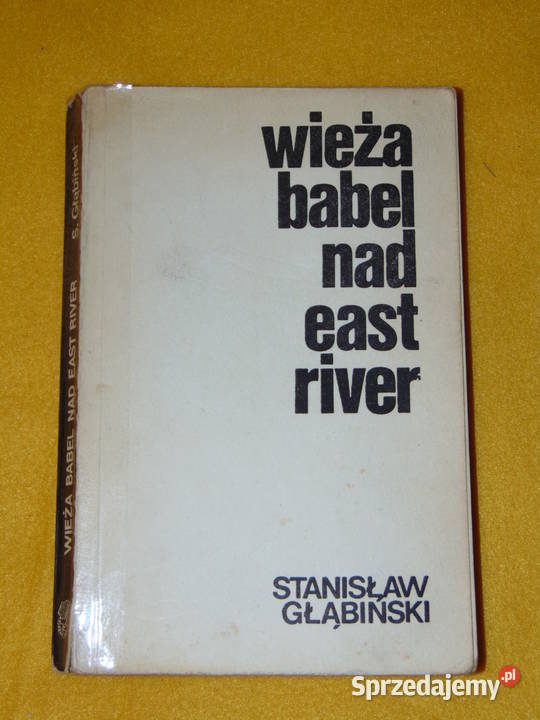 wieża
babel
nad
east
river
STANISŁAW
GŁĄBIŃSKI
WIEŻA BABEL NAD EAST RIVER S. Głąbiński
Sprzedajemy.pl